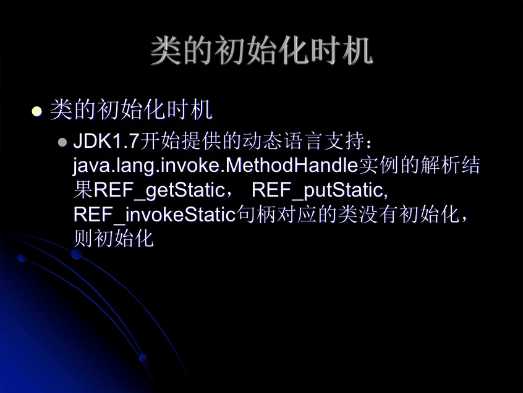 类的初始化时机
类的初始化时机
JDK1.7开始提供的动态语言支持：
java.lang.invoke.MethodHandle实例的解析结
果REF_getStatic， REF_putStatic,
REF_invokeStatic句柄对应的类没有初始化，
则初始化